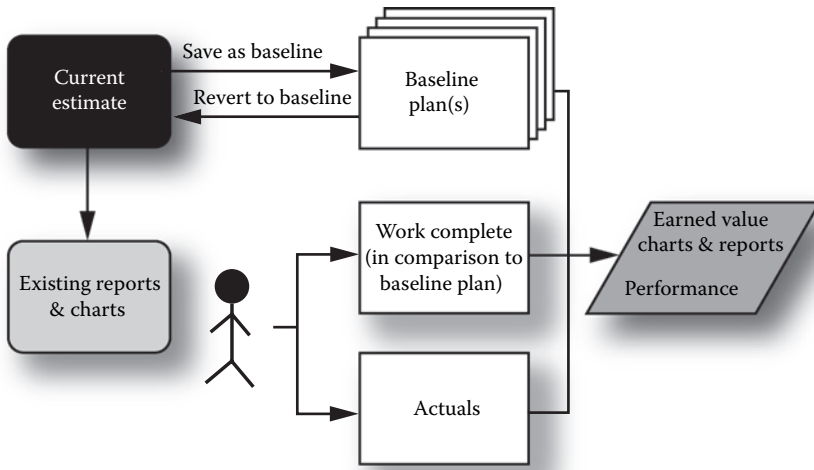 Current
estimate
Save as baseline
Revert to baseline
Baseline
plan(s)
Existing reports
& charts
Work complete
(in comparison to
baseline plan)
Actuals
Earned value
charts & reports
Performance